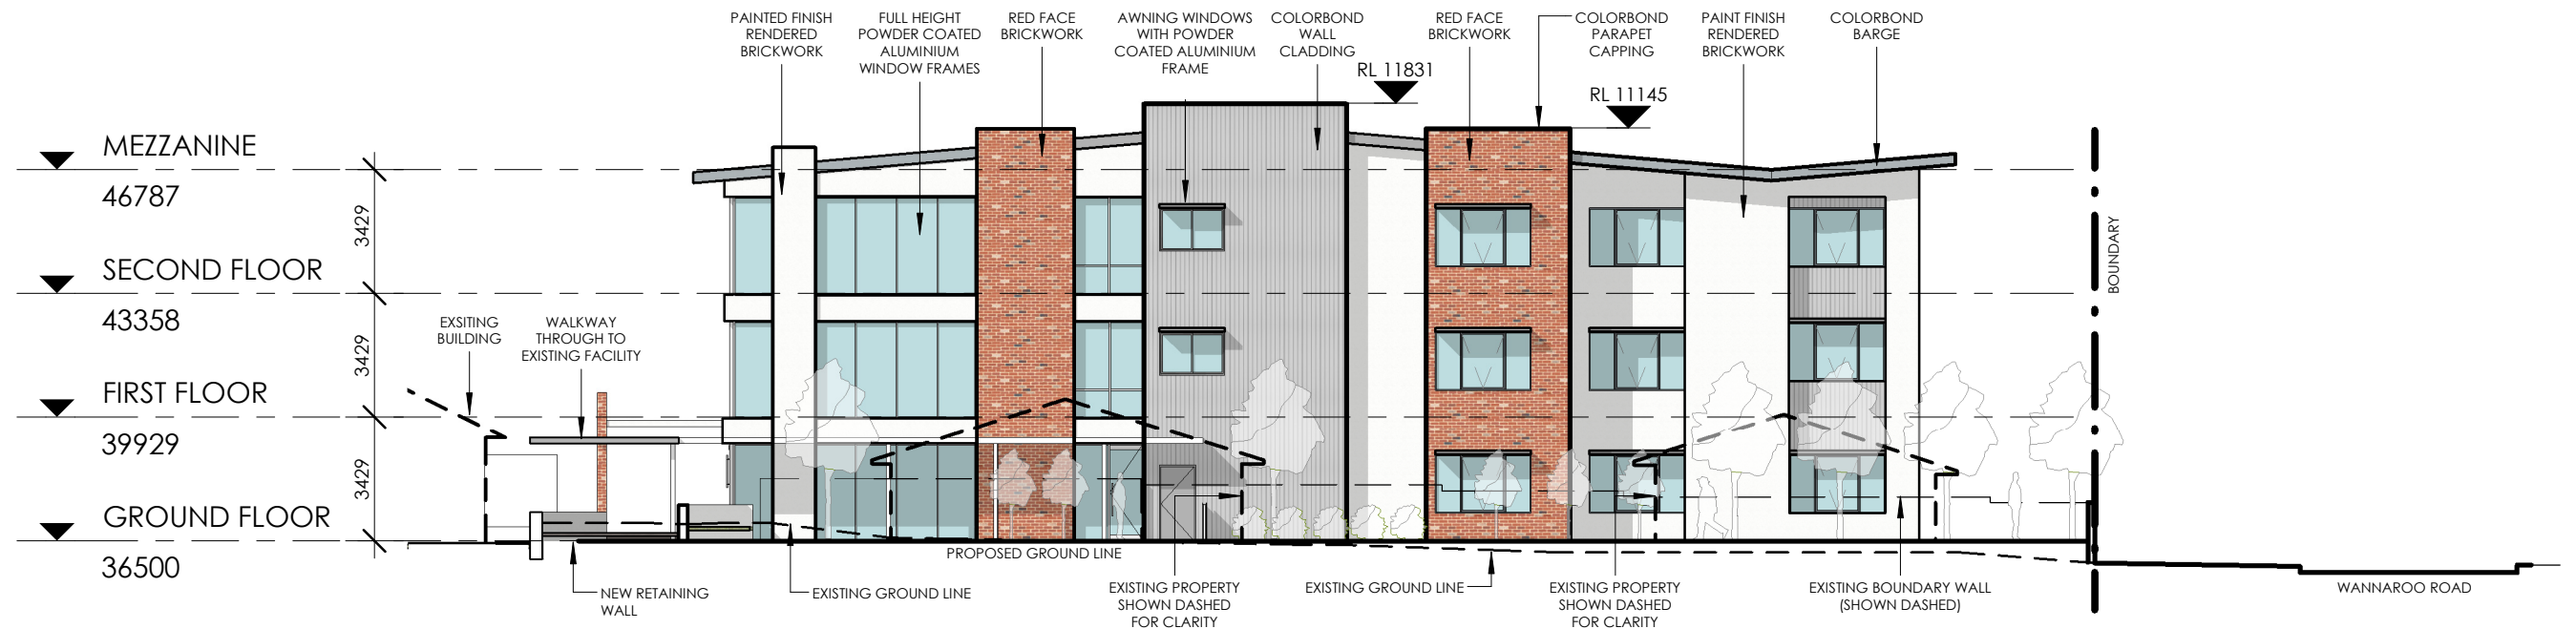 PAINTED FINISH
RENDERED
BRICKWORK
FULL HEIGHT
POWDER COATED
ALUMINIUM
WINDOW FRAMES
RED FACE
BRICKWORK
AWNING WINDOWS
WITH POWDER
COATED ALUMINIUM
FRAME
COLORBOND
WALL
CLADDING
RED FACE
BRICKWORK
COLORBOND
PARAPET
CAPPING
PAINT FINISH
RENDERED
BRICKWORK
COLORBOND
BARGE
RL 11831
RL 11145
MEZZANINE
46787
3429
SECOND FLOOR
43358
3429
FIRST FLOOR
39929
3429
GROUND FLOOR
36500
EXSITING
BUILDING
WALKWAY
THROUGH TO
EXISTING FACILITY
BOUNDARY
PROPOSED GROUND LINE
NEW RETAINING
WALL
EXISTING GROUND LINE
EXISTING PROPERTY
SHOWN DASHED
FOR CLARITY
EXISTING GROUND LINE
EXISTING PROPERTY
SHOWN DASHED
FOR CLARITY
EXISTING BOUNDARY WALL
(SHOWN DASHED)
WANNAROO ROAD